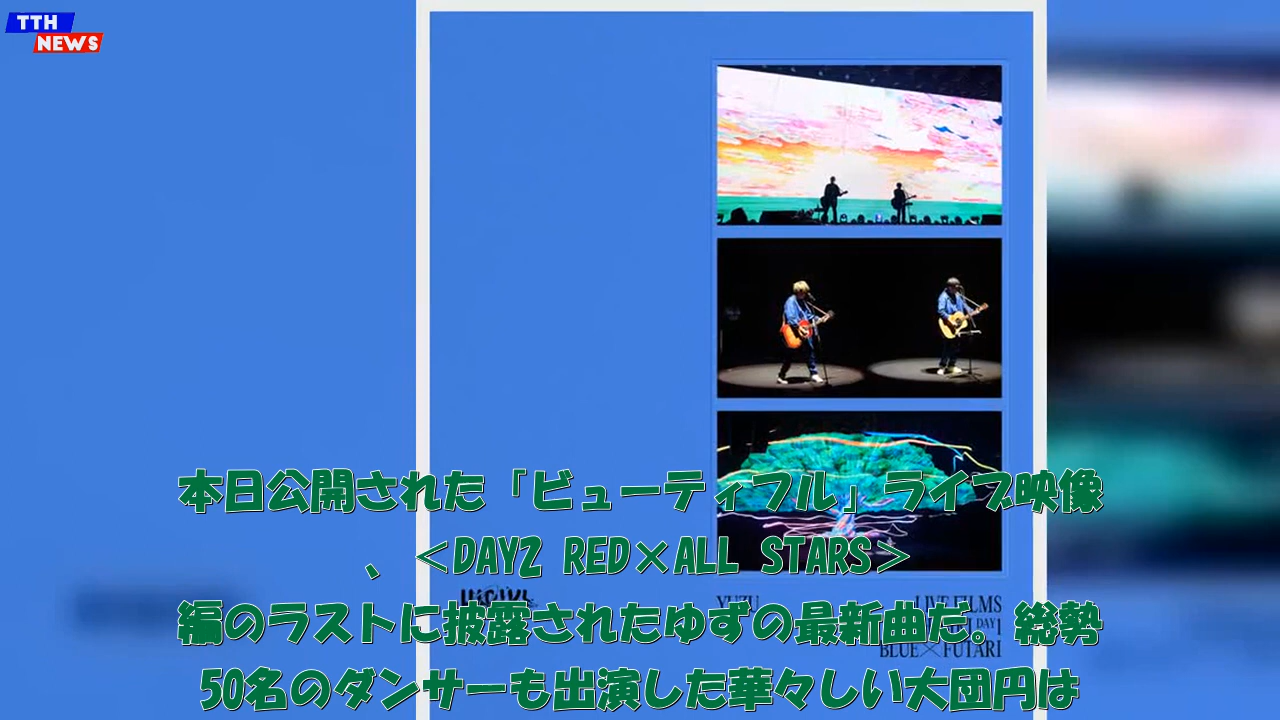 TTH
NEWS
本日公開された「ビューティフル」ライブ映像
、＜DAY2 RED×ALL STARS＞
編のラストに披露されたゆずの最新曲だ。総勢
50名のダンサーも出演した華々しい大団円は
YUZU
LIVE FILMS
DAY1
BLUE×FUTARI